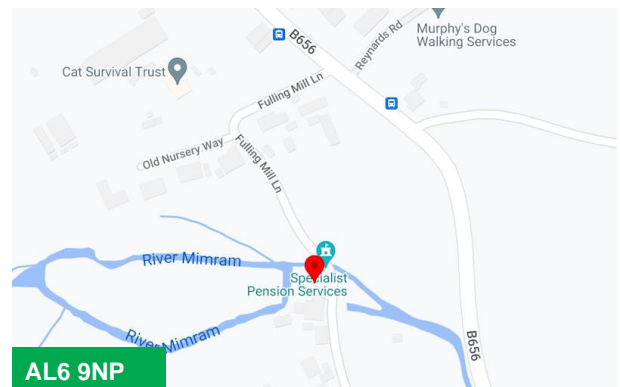 B656
Reynards Rd
Murphy's Dog
Walking Services
Cat Survival Trust
Fulling Mill Ln
Old Nursery Way
Fulling Mill Ln
River Mimram
Specialist
Pension Services
River Mimram
B656
AL6 9NP